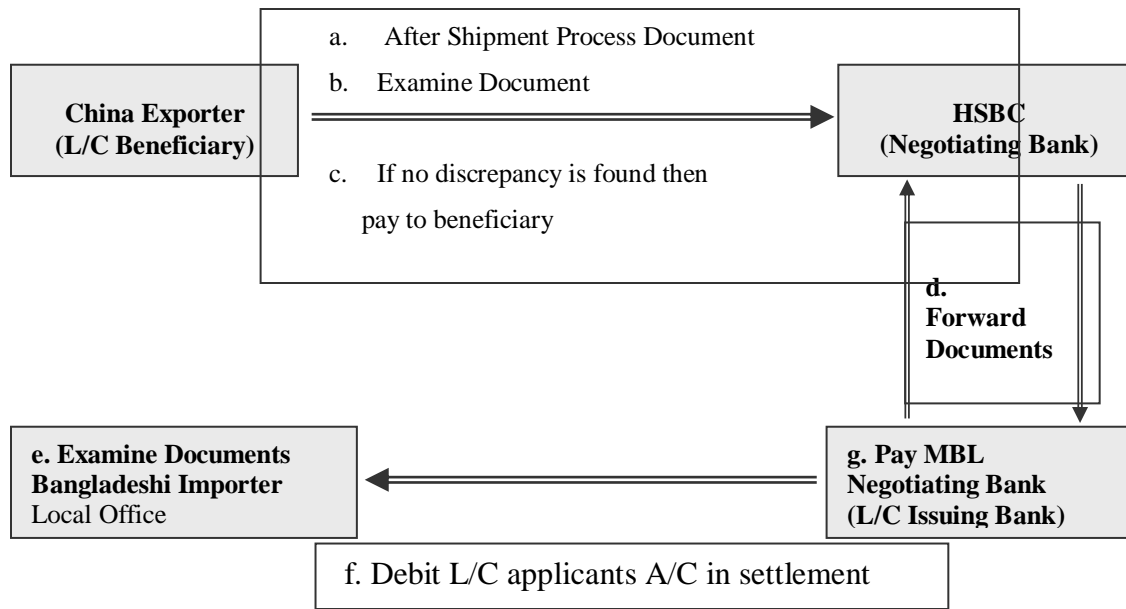 a. After Shipment Process Document
b. Examine Document
China Exporter
(L/C Beneficiary)
HSBC
(Negotiating Bank)
c. If no discrepancy is found then
pay to beneficiary
d.
Forward
Documents
e. Examine Documents
Bangladeshi Importer
Local Office
g. Pay MBL
Negotiating Bank
(L/C Issuing Bank)
f. Debit L/C applicants A/C in settlement